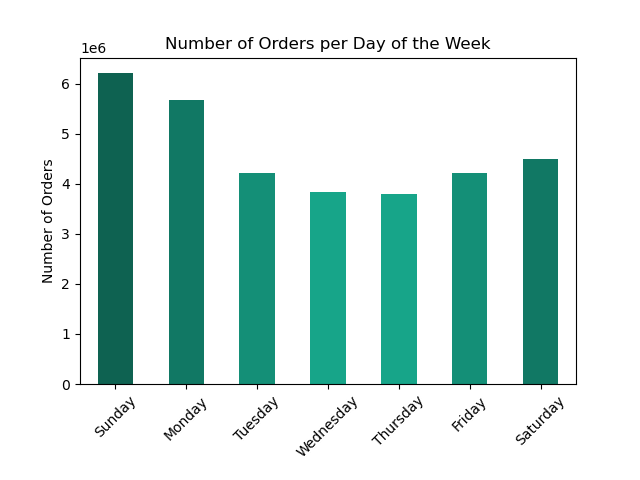 Number of Orders per Day of the Week
1e6
Number of Orders
6
5
4
3
2
1
0
Sunday
Monday
Tuesday
Wednesday
Thursday
Friday
Saturday